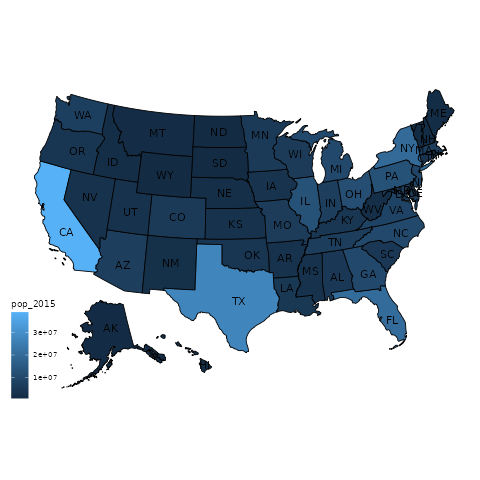 WA
MT
ND
MN
ME
OR
ID
SD
WI
MI
NY
WY
NE
IA
PA
NV
UT
CO
KS
IL
IN
OH
WV
VA
CA
MO
KY
NC
AZ
NM
OK
AR
TN
SC
TX
LA
MS
AL
GA
FL
AK
pop_2015
3e+07
2e+07
1e+07